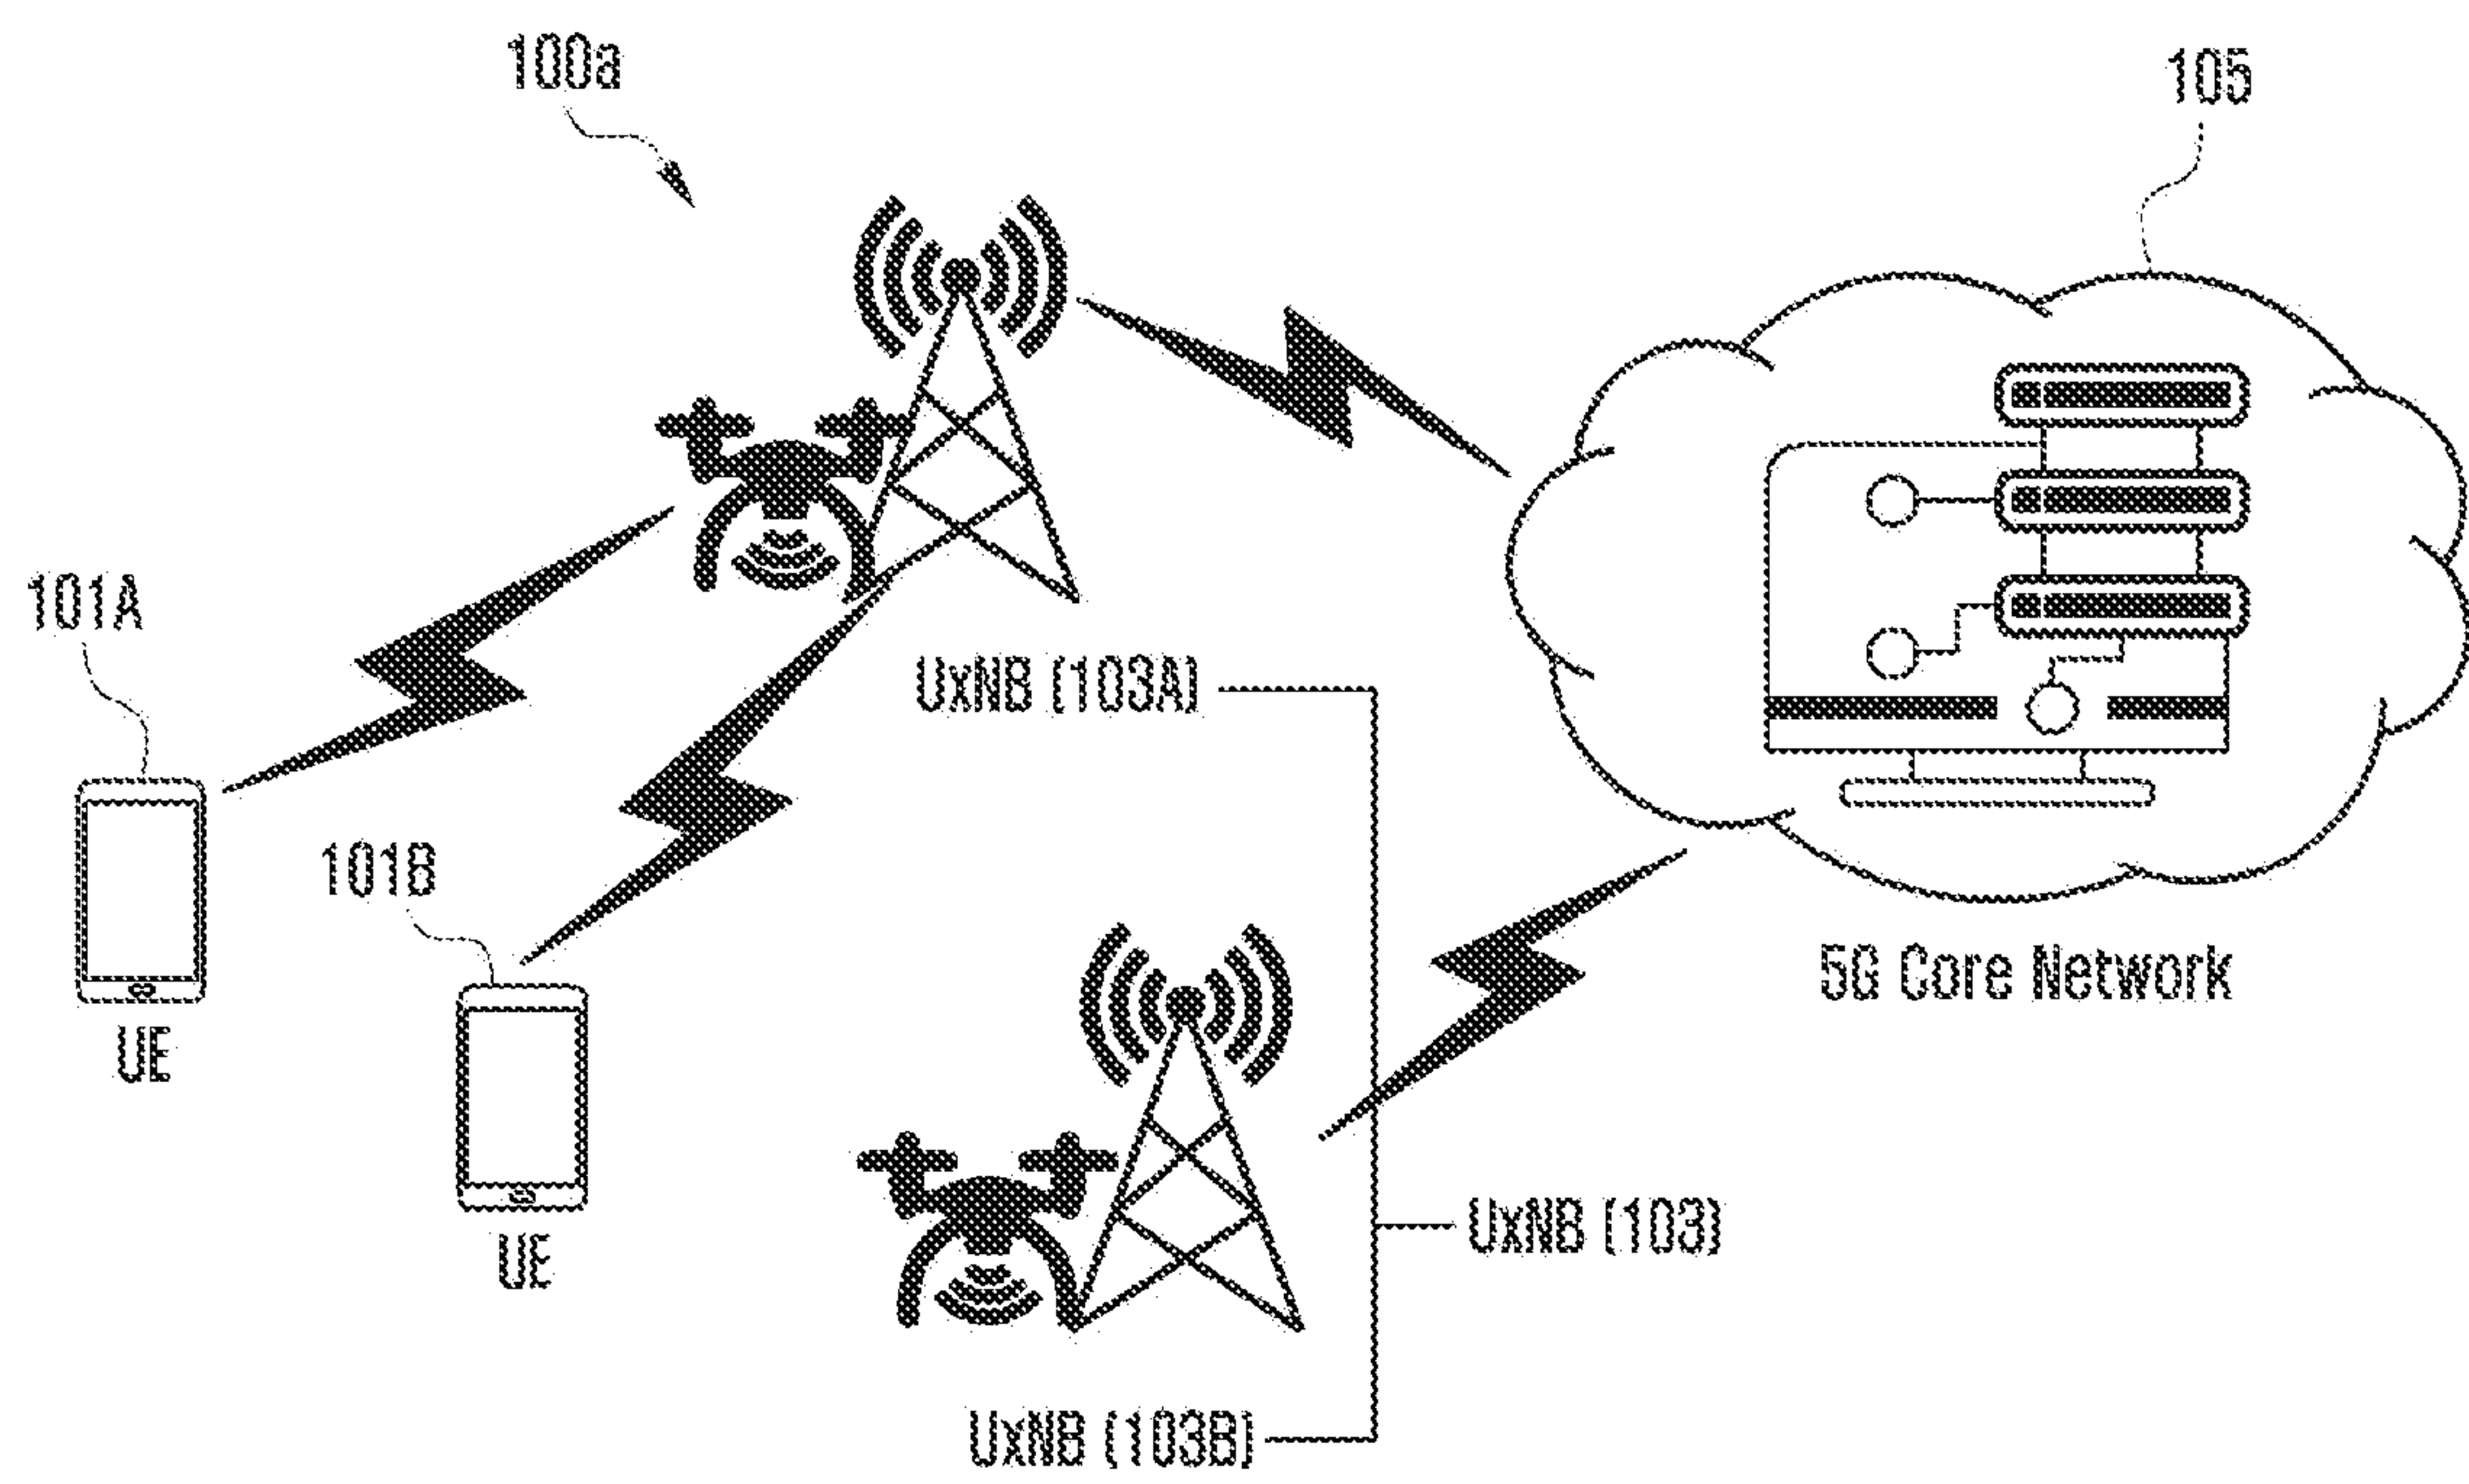 100a
105
101A
UxNB (103A)
101B
5G Core Network
UE
UxNB (103)
UE
UxNB (103B)